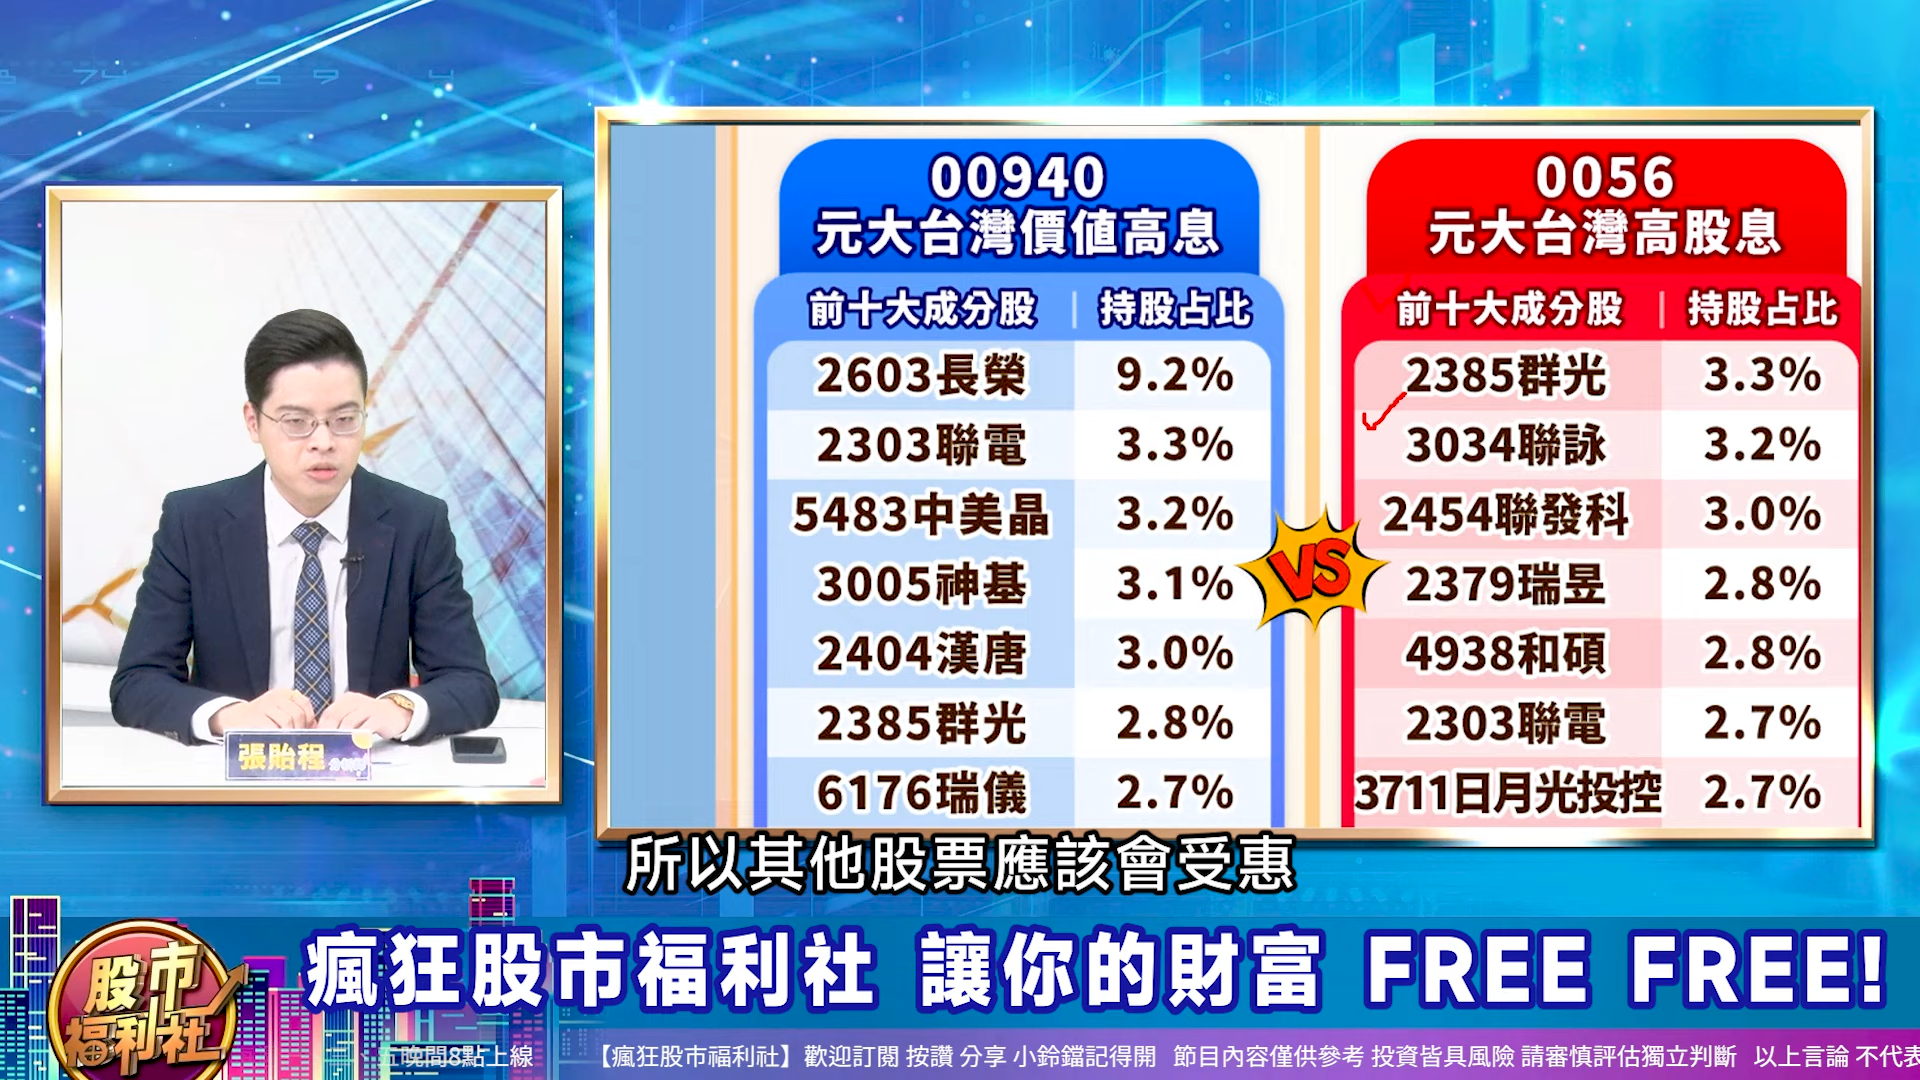 00940
元大台灣價值高息
前十大成分股 | 持股占比
2603長榮 9.2%
2303聯電 3.3%
5483中美晶 3.2%
3005神基 3.1%
2404漢唐 3.0%
2385群光 2.8%
6176瑞儀 2.7%
VS
0056
元大台灣高股息
前十大成分股 | 持股占比
2385群光 3.3%
3034聯詠 3.2%
2454聯發科 3.0%
2379瑞昱 2.8%
4938和碩 2.8%
2303聯電 2.7%
3711日月光投控 2.7%
張貽程 分析師
所以其他股票應該會受惠
瘋狂股市福利社 讓你的財富 FREE FREE!
股市
福利社
五晚間8點上線 【瘋狂股市福利社】歡迎訂閱 按讚 分享 小鈴鐺記得開 節目內容僅供參考 投資皆具風險 請審慎評估獨立判斷 以上言論 不代表